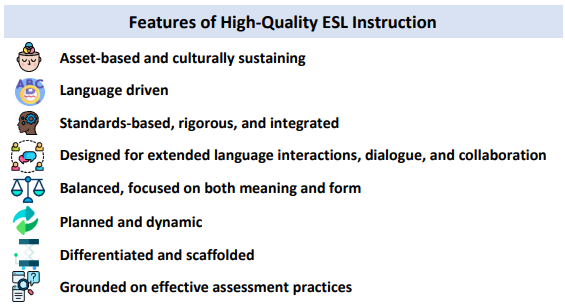 Features of High-Quality ESL Instruction
Asset-based and culturally sustaining
ABC
Language driven
Standards-based, rigorous, and integrated
Designed for extended language interactions, dialogue, and collaboration
Balanced, focused on both meaning and form
Planned and dynamic
Differentiated and scaffolded
?
Grounded on effective assessment practices